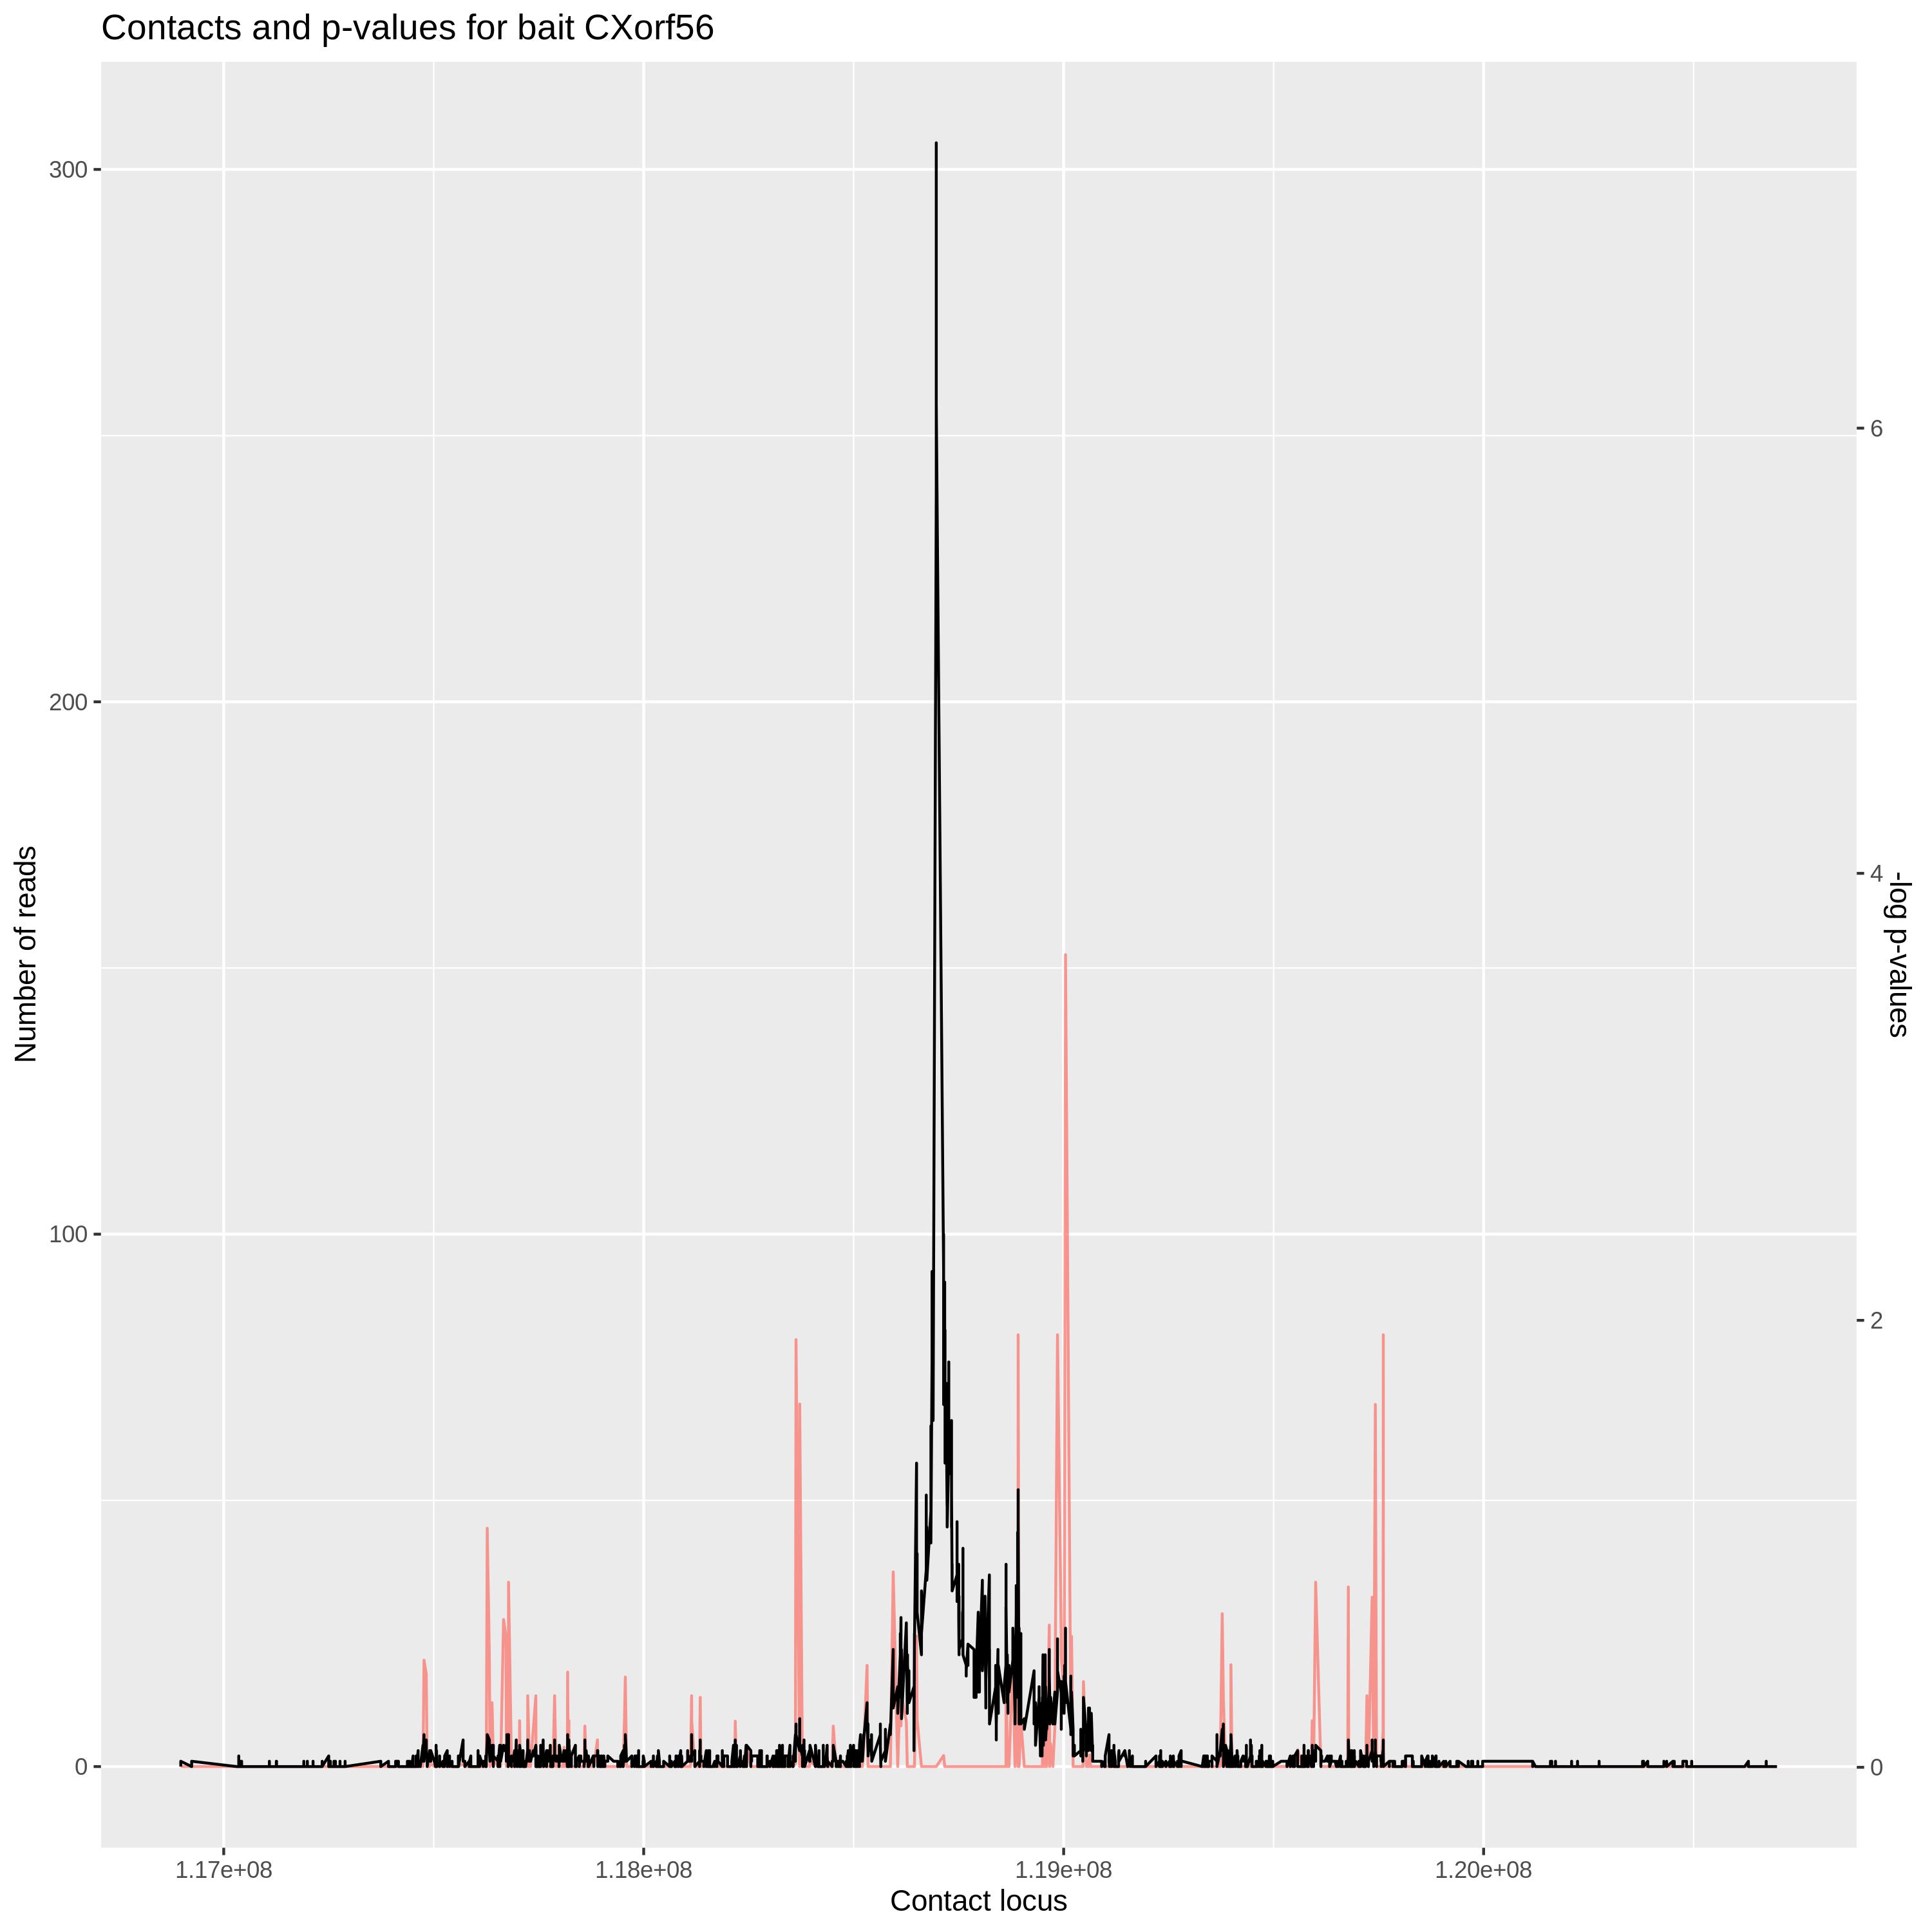 Contacts and p-values for bait CXorf56
300
200
100
0
Number of reads
6
4
2
0
-log p-values
1.17e+08
1.18e+08
1.19e+08
1.20e+08
Contact locus